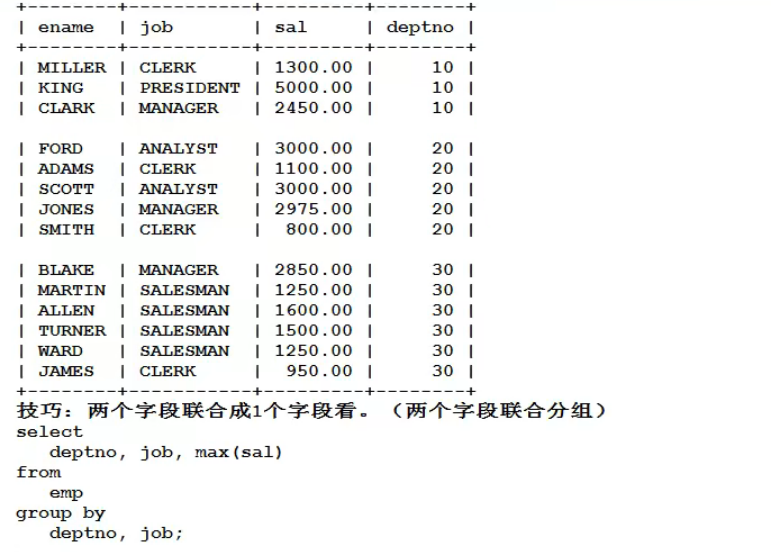 +--------+-----------+---------+--------+
| ename  | job       | sal     | deptno |
+--------+-----------+---------+--------+
| MILLER | CLERK     | 1300.00 |     10 |
| KING   | PRESIDENT | 5000.00 |     10 |
| CLARK  | MANAGER   | 2450.00 |     10 |

| FORD   | ANALYST   | 3000.00 |     20 |
| ADAMS  | CLERK     | 1100.00 |     20 |
| SCOTT  | ANALYST   | 3000.00 |     20 |
| JONES  | MANAGER   | 2975.00 |     20 |
| SMITH  | CLERK     |  800.00 |     20 |

| BLAKE  | MANAGER   | 2850.00 |     30 |
| MARTIN | SALESMAN  | 1250.00 |     30 |
| ALLEN  | SALESMAN  | 1600.00 |     30 |
| TURNER | SALESMAN  | 1500.00 |     30 |
| WARD   | SALESMAN  | 1250.00 |     30 |
| JAMES  | CLERK     |  950.00 |     30 |
+--------+-----------+---------+--------+
技巧：两个字段联合成1个字段看。（两个字段联合分组）
select
   deptno, job, max(sal)
from
   emp
group by
   deptno, job;